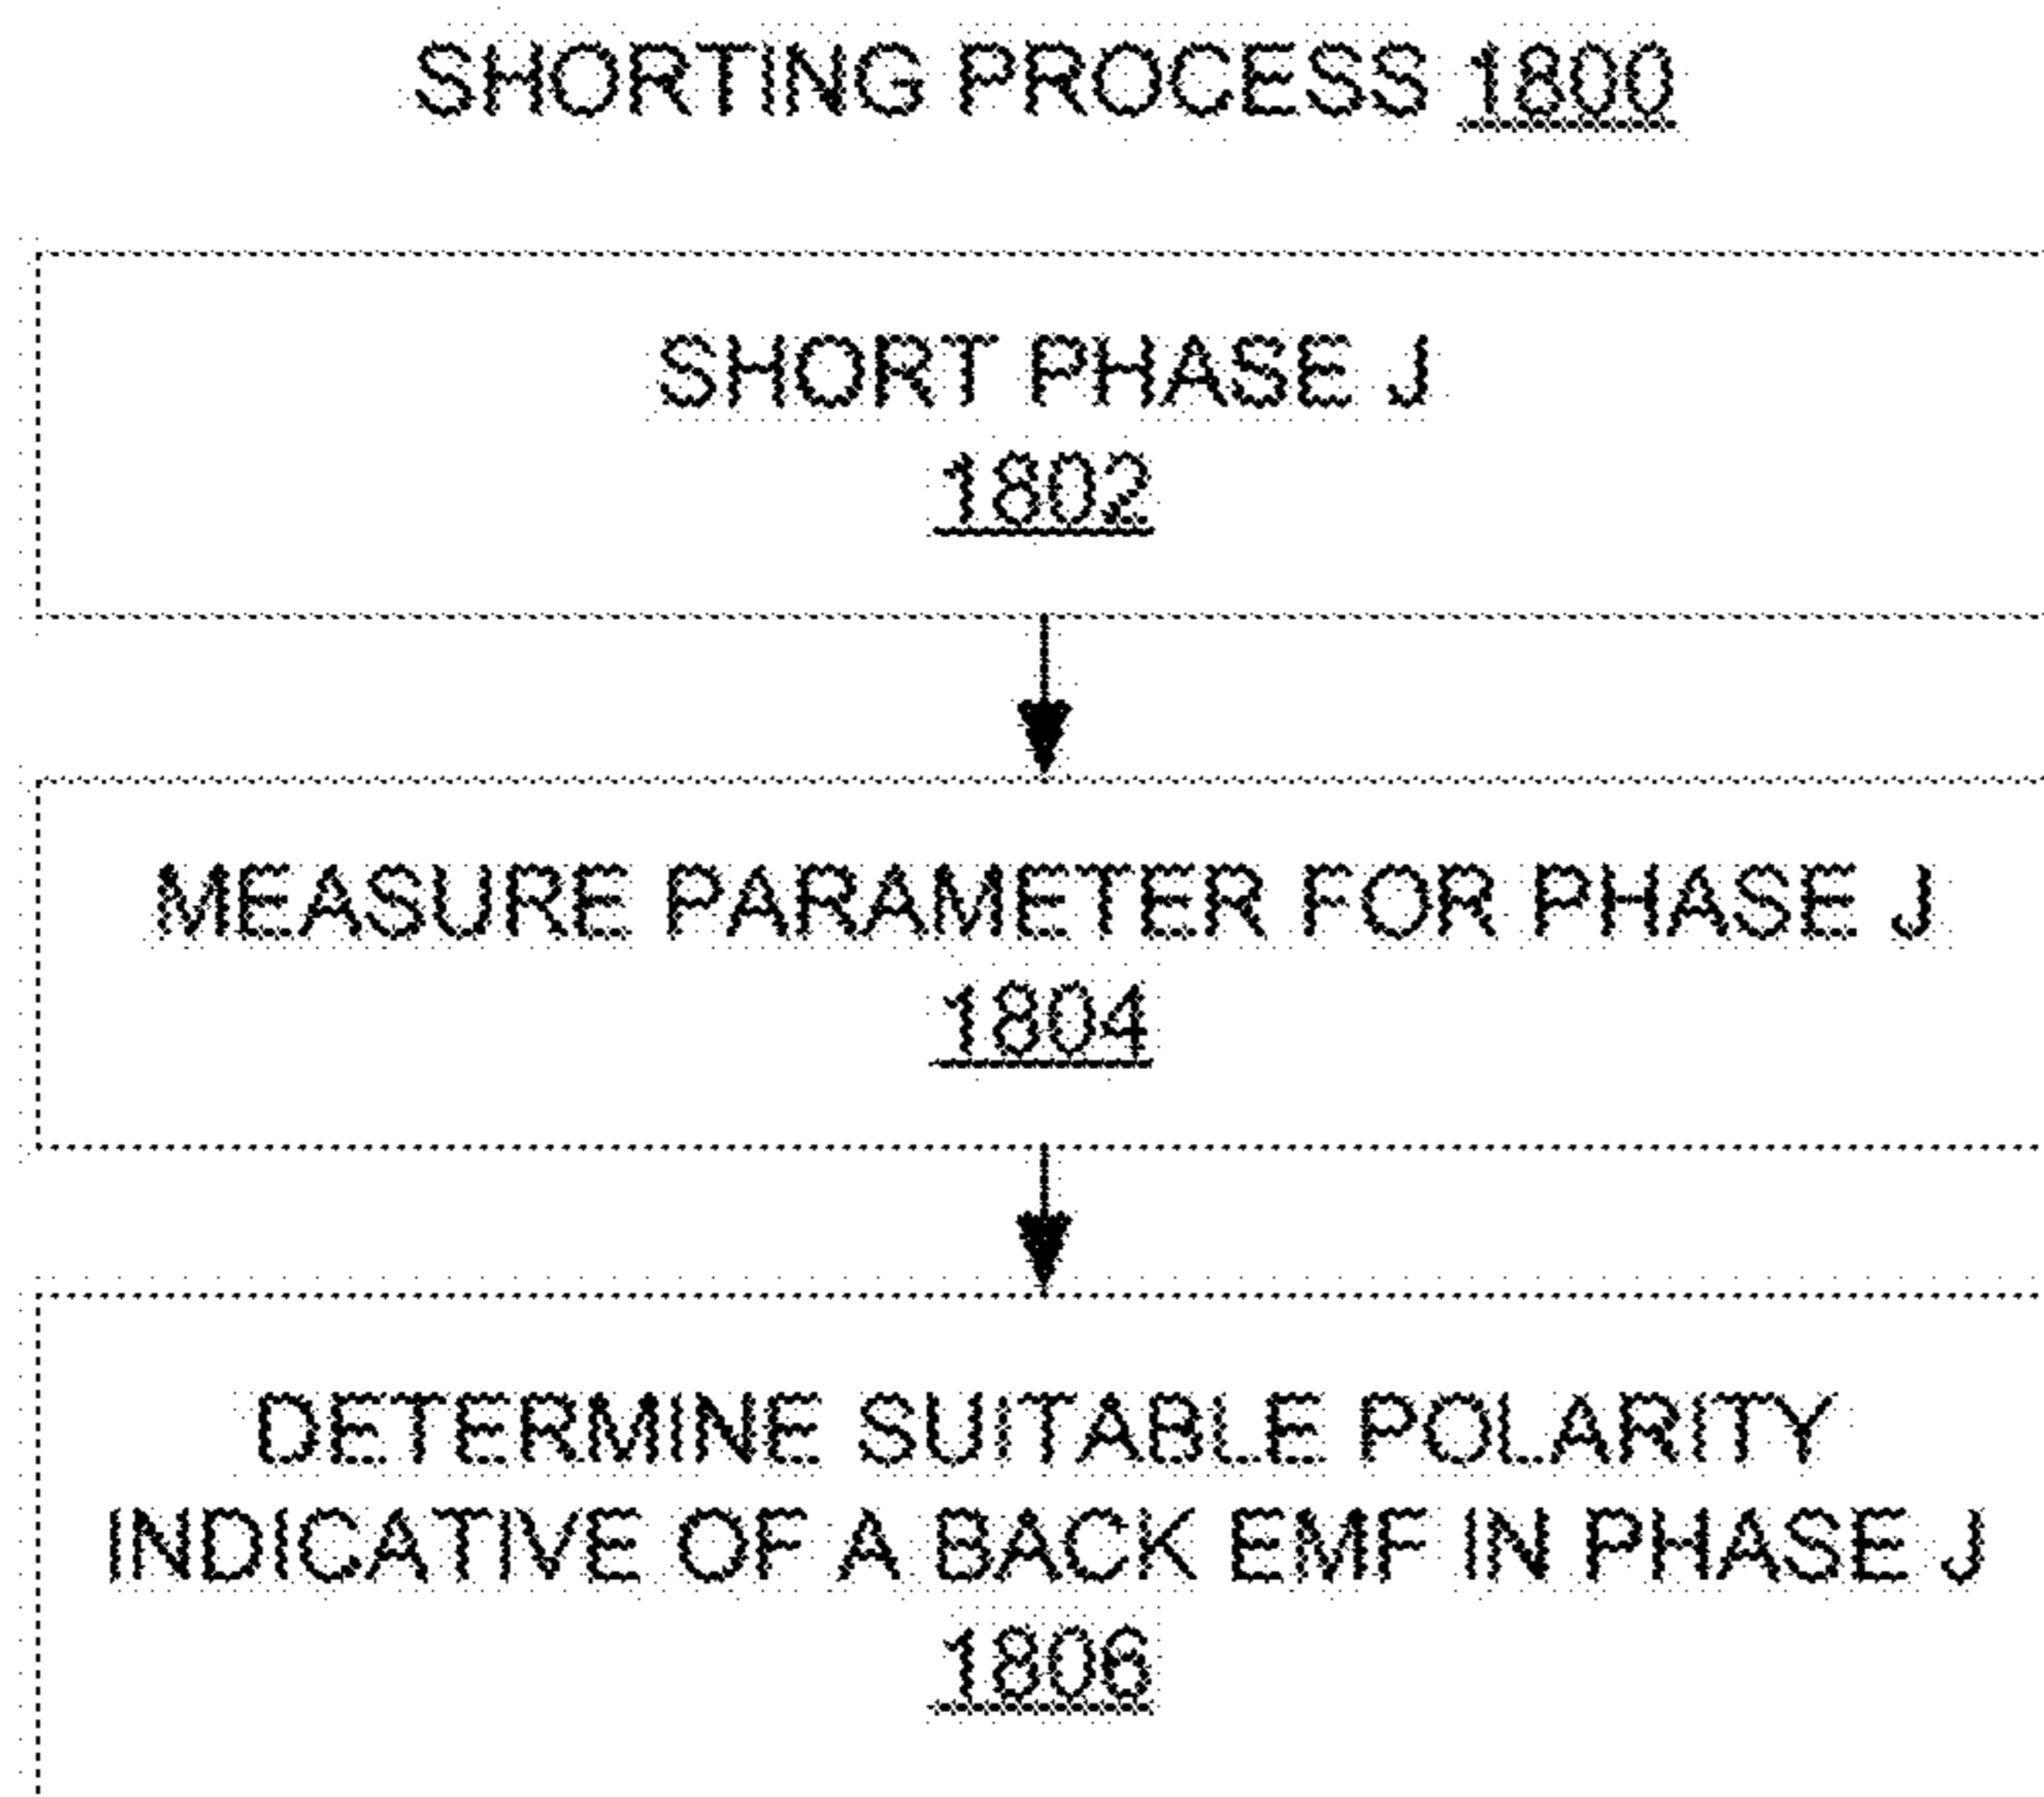 SHORTING PROCESS 1800
SHORT PHASE J
1802
MEASURE PARAMETER FOR PHASE J
1804
DETERMINE SUITABLE POLARITY
INDICATIVE OF A BACK EMF IN PHASE J
1806